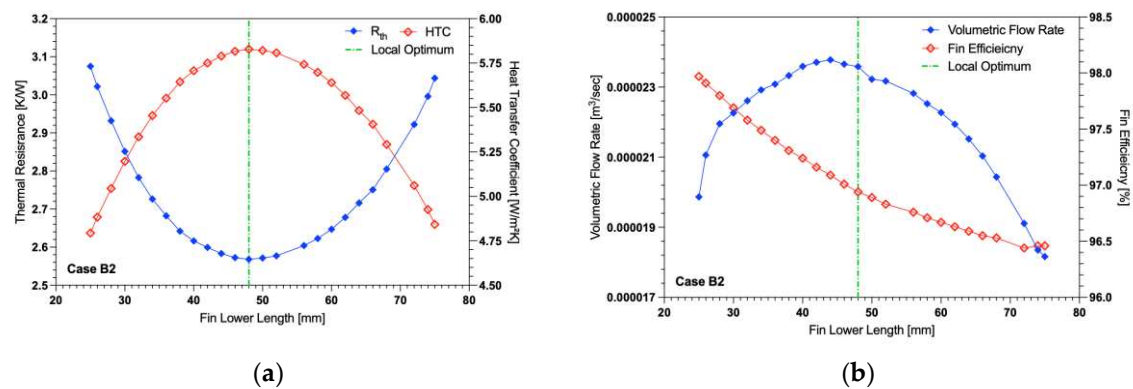 3.2
3.1
3.0
2.9
2.8
2.7
2.6
2.5
Thermal Resisrance [K/W]
R_th HTC
Local Optimum
6.00
5.75
5.50
5.25
5.00
4.75
4.50
Heat Transfer Coefficient [W/m²K]
Case B2
20 30 40 50 60 70 80
Fin Lower Length [mm]
(a)
0.000025
0.000023
0.000021
0.000019
0.000017
Volumetric Flow Rate [m³/sec]
Volumetric Flow Rate
Fin Efficieicny
Local Optimum
98.5
98.0
97.5
97.0
96.5
96.0
Fin Efficieicny [%]
Case B2
20 30 40 50 60 70 80
Fin Lower Length [mm]
(b)